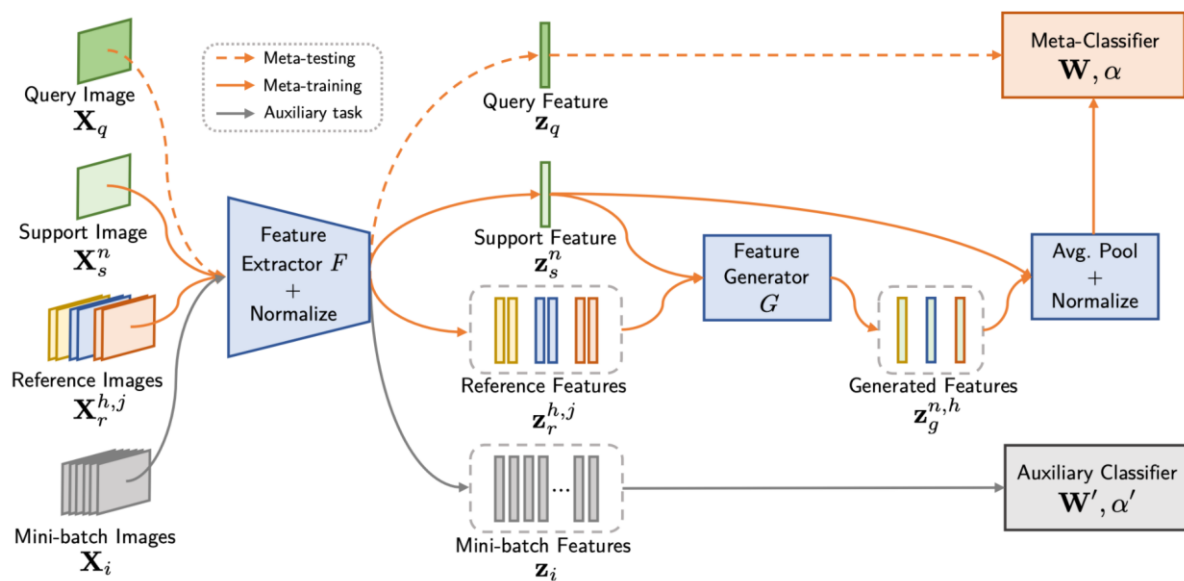 Query Image
X_q
Meta-testing
Meta-training
Auxiliary task
Query Feature
z_q
Meta-Classifier
W, α
Support Image
X_s^n
Feature
Extractor F
+
Normalize
Support Feature
z_s^n
Feature
Generator
G
Avg. Pool
+
Normalize
Reference Images
X_r^{h,j}
Reference Features
z_r^{h,j}
Generated Features
z_g^{n,h}
Mini-batch Images
X_i
...
Mini-batch Features
z_i
Auxiliary Classifier
W′, α′